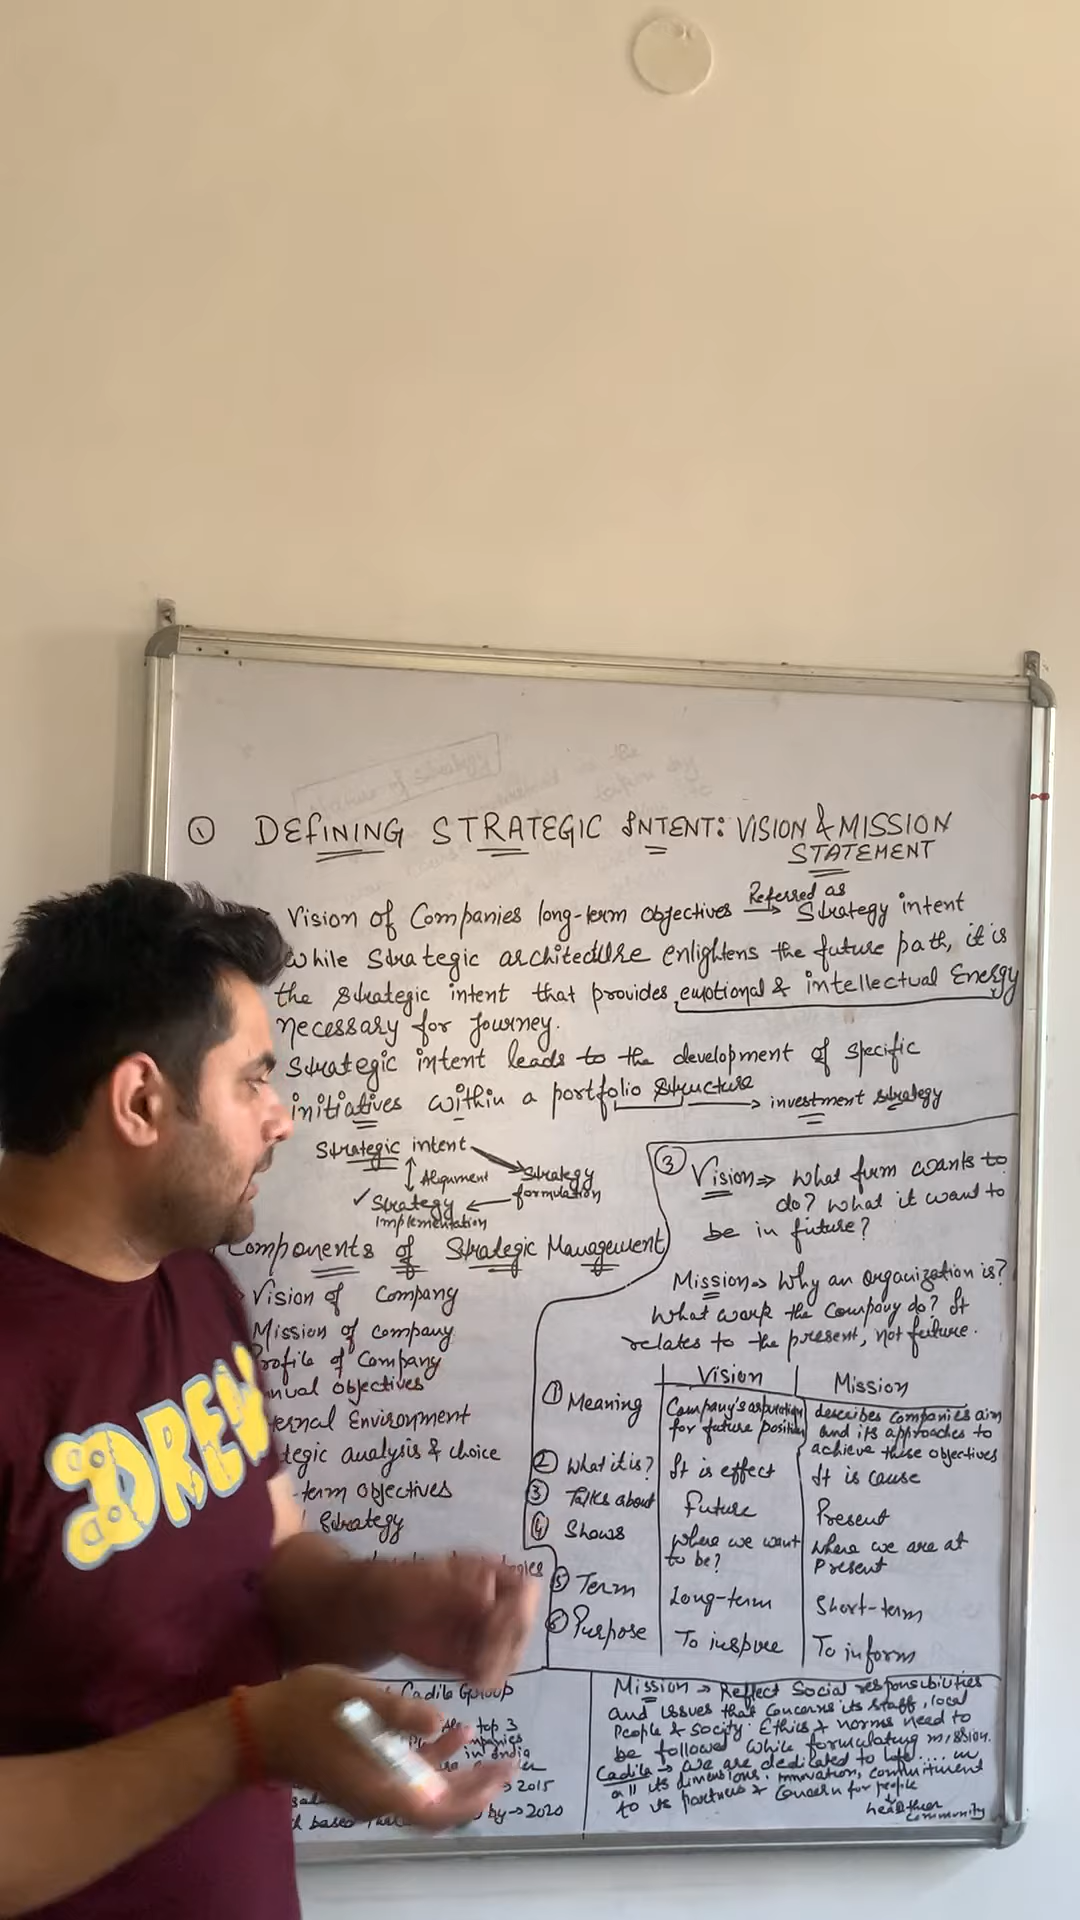 ① DEFINING STRATEGIC INTENT: VISION & MISSION
STATEMENT
Vision of Companies long-term objectives Referred as → Strategy intent
while Strategic architecture enlightens the future path, it is
the Strategic intent that provides emotional & intellectual Energy
necessary for Journey.
Strategic intent leads to the development of specific
initiatives within a portfolio structure → investment strategy
Strategic intent
Alignment
Strategy
formulation
✓ Strategy
implementation
Components of Strategic Management
Vision of Company
Mission of company
Profile of Company
nnual objectives
ernal Environment
tegic analysis & choice
-term objectives
Strategy
③ Vision ⇒ What firm wants to
do? What it want to
be in future?
Mission ⇒ Why an organization is?
What work the Company do? It
relates to the present, not future.
Vision Mission
① Meaning Company's aspiration describes companies aim
for future position and its approaches to
achieve these objectives
② What it is? It is effect It is cause
③ Talks about Future Present
④ Shows Where we want Where we are at
to be? Present
⑤ Term Long-term Short-term
⑥ Purpose To inspire To inform
Cadila Group
top 3
in India
→ 2015
by → 2020
Mission → Reflect Social responsibilities
and issues that concerns its staff, local
People & socity. Ethics & norms need to
be followed while formulating mission.
Cadila → We are dedicated to life.... in
all its dimensions. innovation, commitment
to its partners & concern for people
healthier
community
DREW